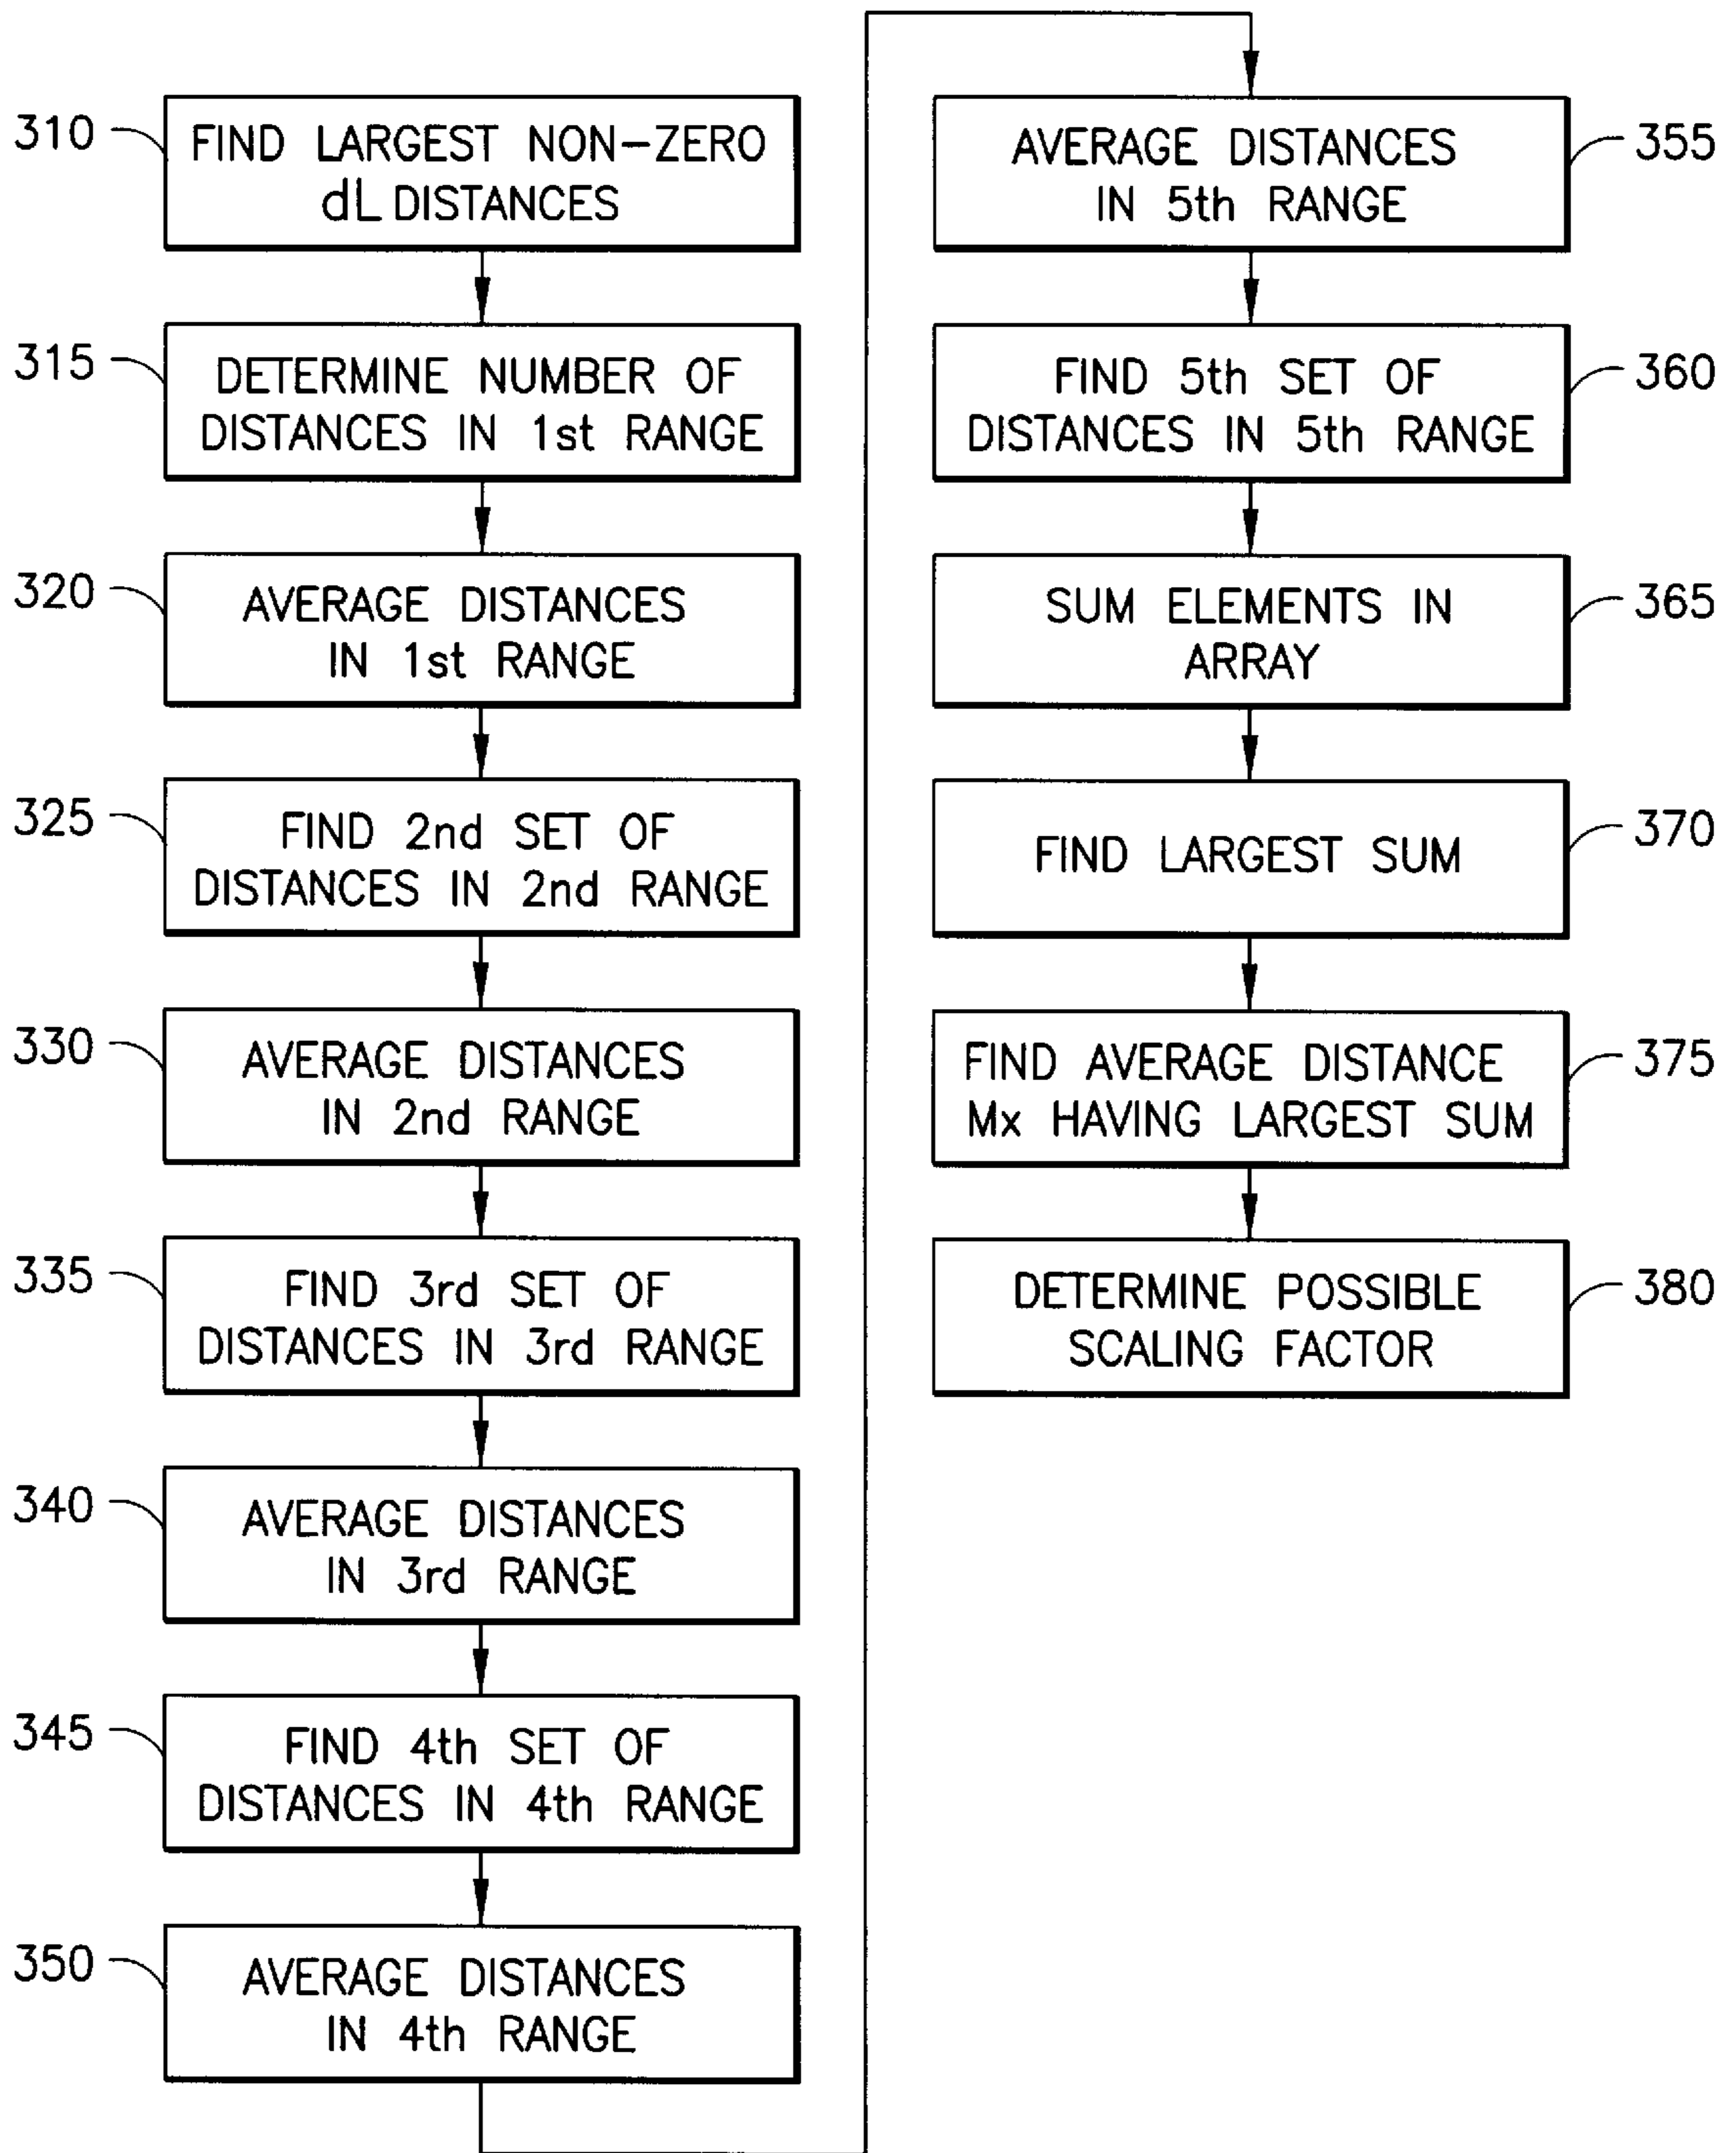 310
FIND LARGEST NON-ZERO
dL DISTANCES
315
DETERMINE NUMBER OF
DISTANCES IN 1st RANGE
320
AVERAGE DISTANCES
IN 1st RANGE
325
FIND 2nd SET OF
DISTANCES IN 2nd RANGE
330
AVERAGE DISTANCES
IN 2nd RANGE
335
FIND 3rd SET OF
DISTANCES IN 3rd RANGE
340
AVERAGE DISTANCES
IN 3rd RANGE
345
FIND 4th SET OF
DISTANCES IN 4th RANGE
350
AVERAGE DISTANCES
IN 4th RANGE
AVERAGE DISTANCES
IN 5th RANGE
355
FIND 5th SET OF
DISTANCES IN 5th RANGE
360
SUM ELEMENTS IN
ARRAY
365
FIND LARGEST SUM
370
FIND AVERAGE DISTANCE
Mx HAVING LARGEST SUM
375
DETERMINE POSSIBLE
SCALING FACTOR
380